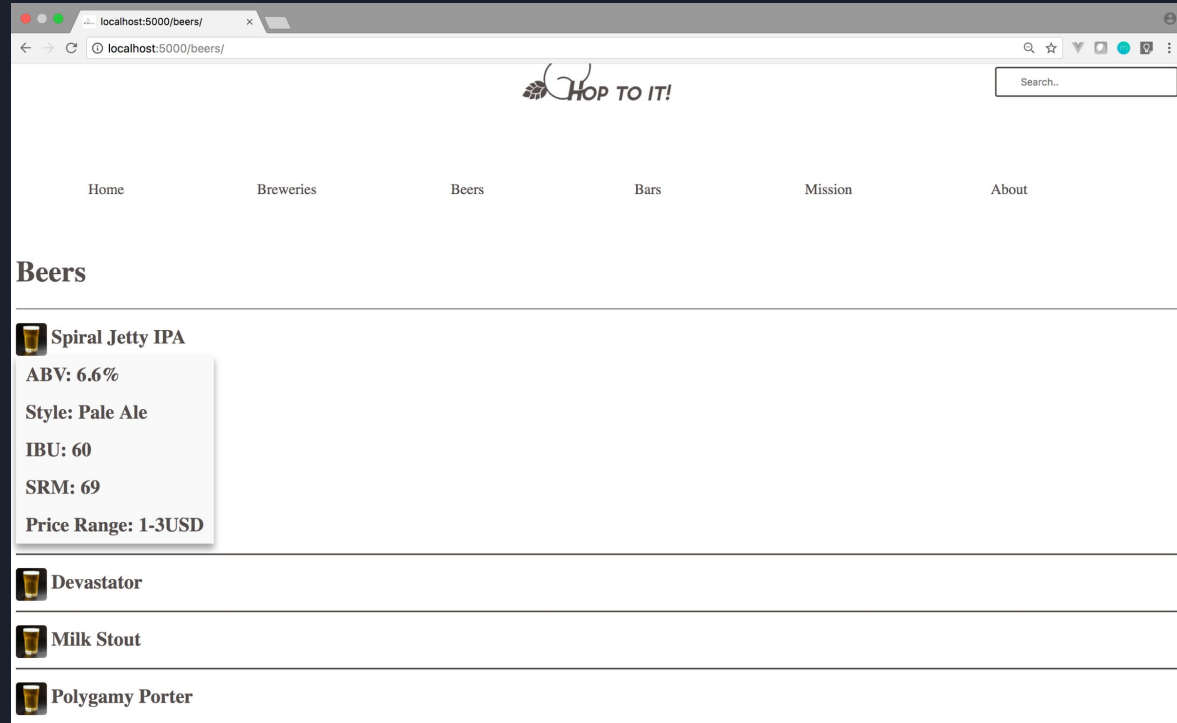 localhost:5000/beers/
localhost:5000/beers/
HOP TO IT!
Search..
Home Breweries Beers Bars Mission About
Beers
Spiral Jetty IPA
ABV: 6.6%
Style: Pale Ale
IBU: 60
SRM: 69
Price Range: 1-3USD
Devastator
Milk Stout
Polygamy Porter